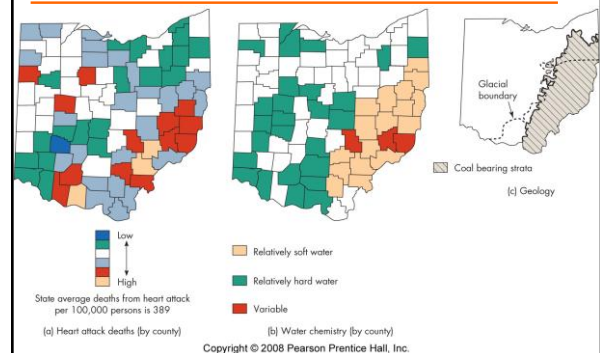 Glacial
boundary
Coal bearing strata
(c) Geology
Low
High
State average deaths from heart attack
per 100,000 persons is 389
(a) Heart attack deaths (by county)
Relatively soft water
Relatively hard water
Variable
(b) Water chemistry (by county)
Copyright © 2008 Pearson Prentice Hall, Inc.